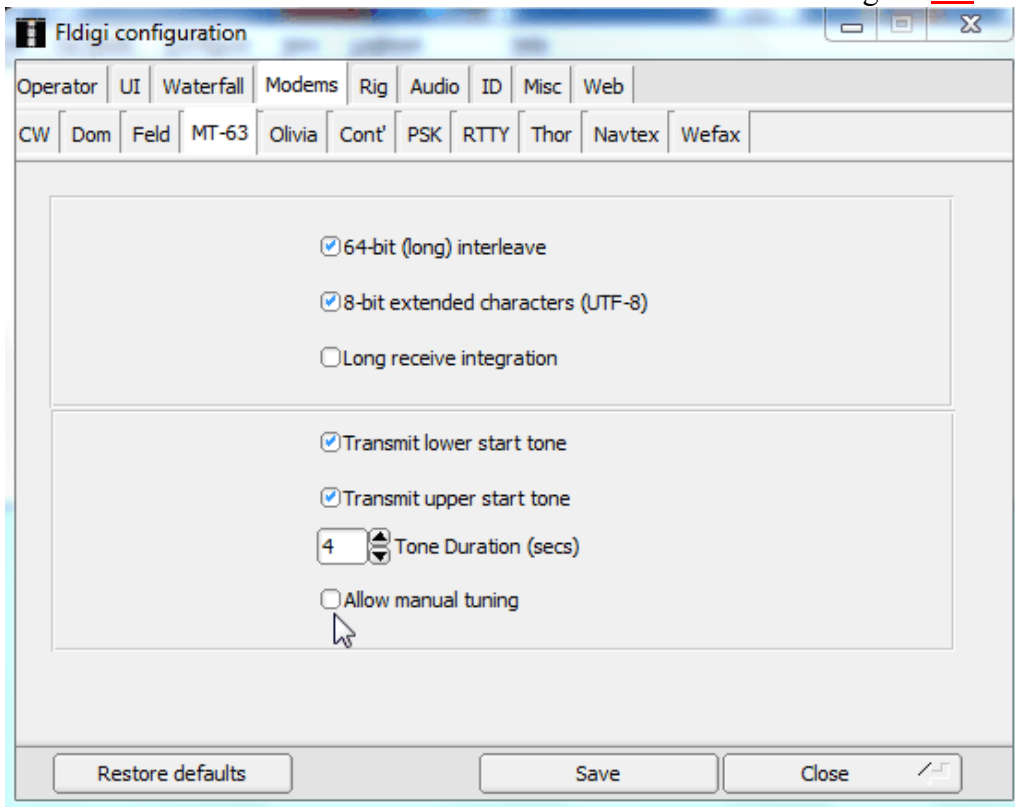 Fldigi configuration
Operator UI Waterfall Modems Rig Audio ID Misc Web
CW Dom Feld MT-63 Olivia Cont' PSK RTTY Thor Navtex Wefax
64-bit (long) interleave
8-bit extended characters (UTF-8)
Long receive integration
Transmit lower start tone
Transmit upper start tone
4 Tone Duration (secs)
Allow manual tuning
Restore defaults Save Close